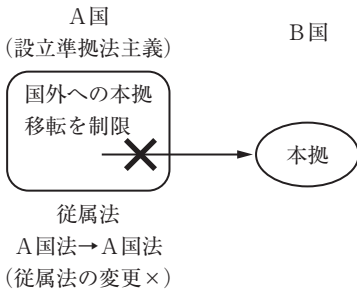 A国
(設立準拠法主義)
B国
国外への本拠
移転を制限
本拠
従属法
A国法→A国法
(従属法の変更×)